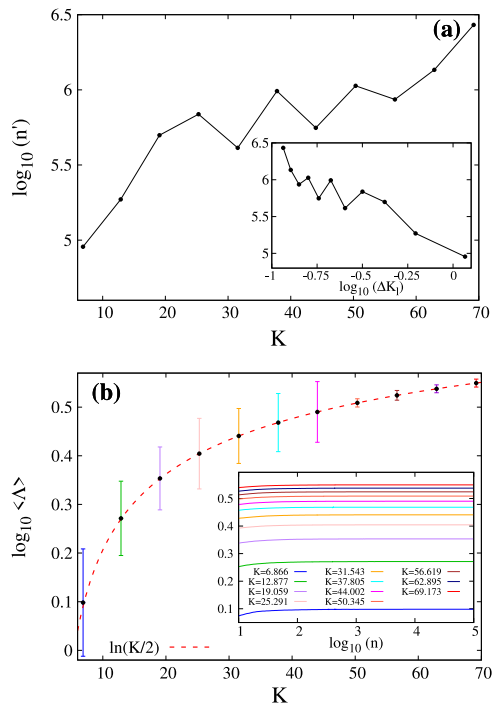 (a)
log10 (n')
6.5
6
5.5
5
10 20 30 40 50 60 70
K
6.5
6
5.5
5
-1 -0.75 -0.5 -0.25 0
log10 (ΔKl)
(b)
log10 <Λ>
0.5
0.4
0.3
0.2
0.1
0
ln(K/2)
10 20 30 40 50 60 70
K
0.5
0.4
0.3
0.2
0.1
K=6.866 K=31.543 K=56.619
K=12.877 K=37.805 K=62.895
K=19.059 K=44.002 K=69.173
K=25.291 K=50.345
1 2 3 4 5
log10 (n)